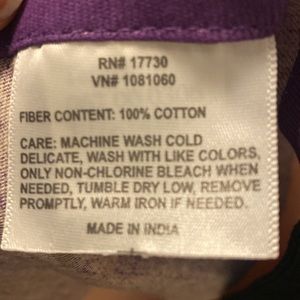 RN# 17730
VN# 1081060
FIBER CONTENT: 100% COTTON
CARE: MACHINE WASH COLD
DELICATE, WASH WITH LIKE COLORS,
ONLY NON-CHLORINE BLEACH WHEN
NEEDED, TUMBLE DRY LOW, REMOVE
PROMPTLY, WARM IRON IF NEEDED.
MADE IN INDIA